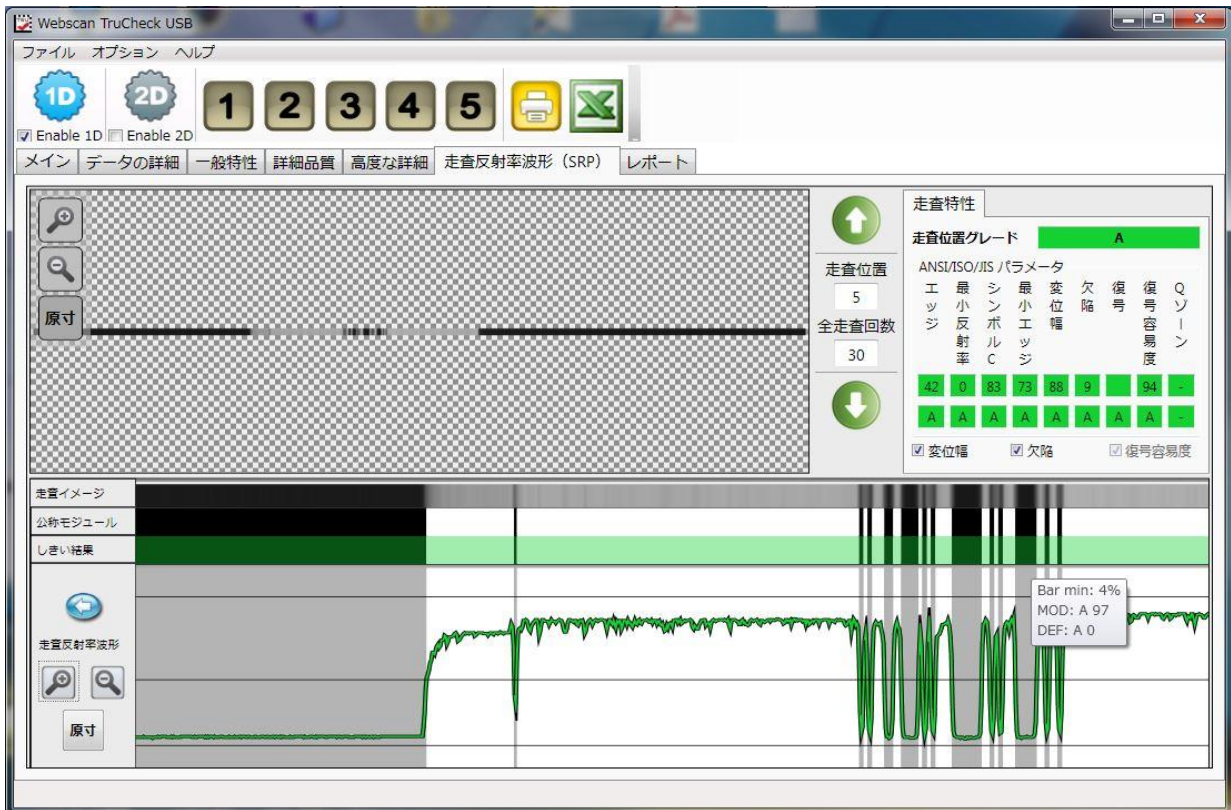 Webscan TruCheck USB
ファイル オプション ヘルプ
1D
2D
1 2 3 4 5
Enable 1D
Enable 2D
メイン データの詳細 一般特性 詳細品質 高度な詳細 走査反射率波形（SRP） レポート
原寸
走査位置
5
全走査回数
30
走査特性
走査位置グレード A
ANSI/ISO/JIS パラメータ
エッジ 最小反射率 シンボルC 最小エッジ 変位幅 欠陥 復号 復号容易度 Qゾーン
42 0 83 73 88 9 94 -
A A A A A A A A -
変位幅 欠陥 復号容易度
走査イメージ
公称モジュール
しきい結果
走査反射率波形
原寸
Bar min: 4%
MOD: A 97
DEF: A 0